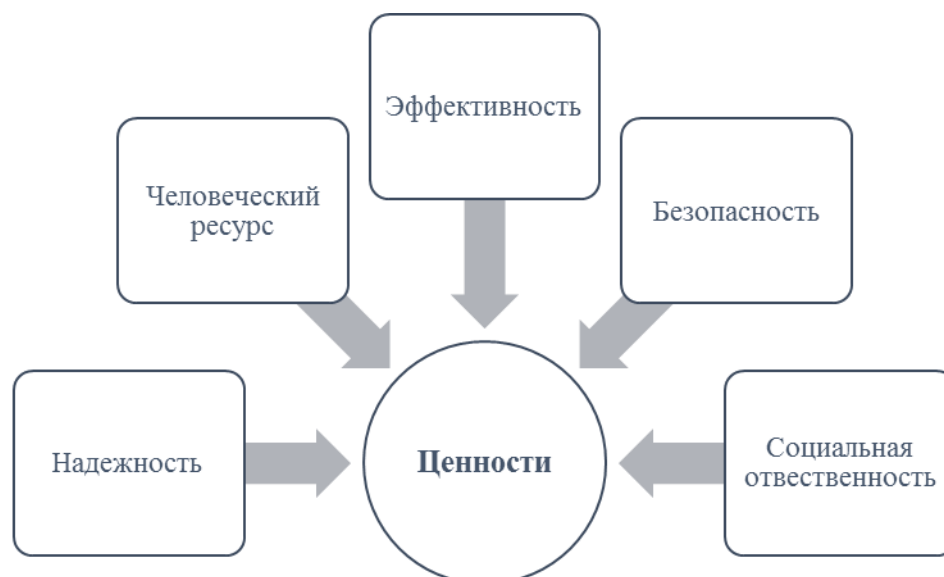 Эффективность
Человеческий
ресурс
Безопасность
Надежность
Ценности
Социальная
отвественность